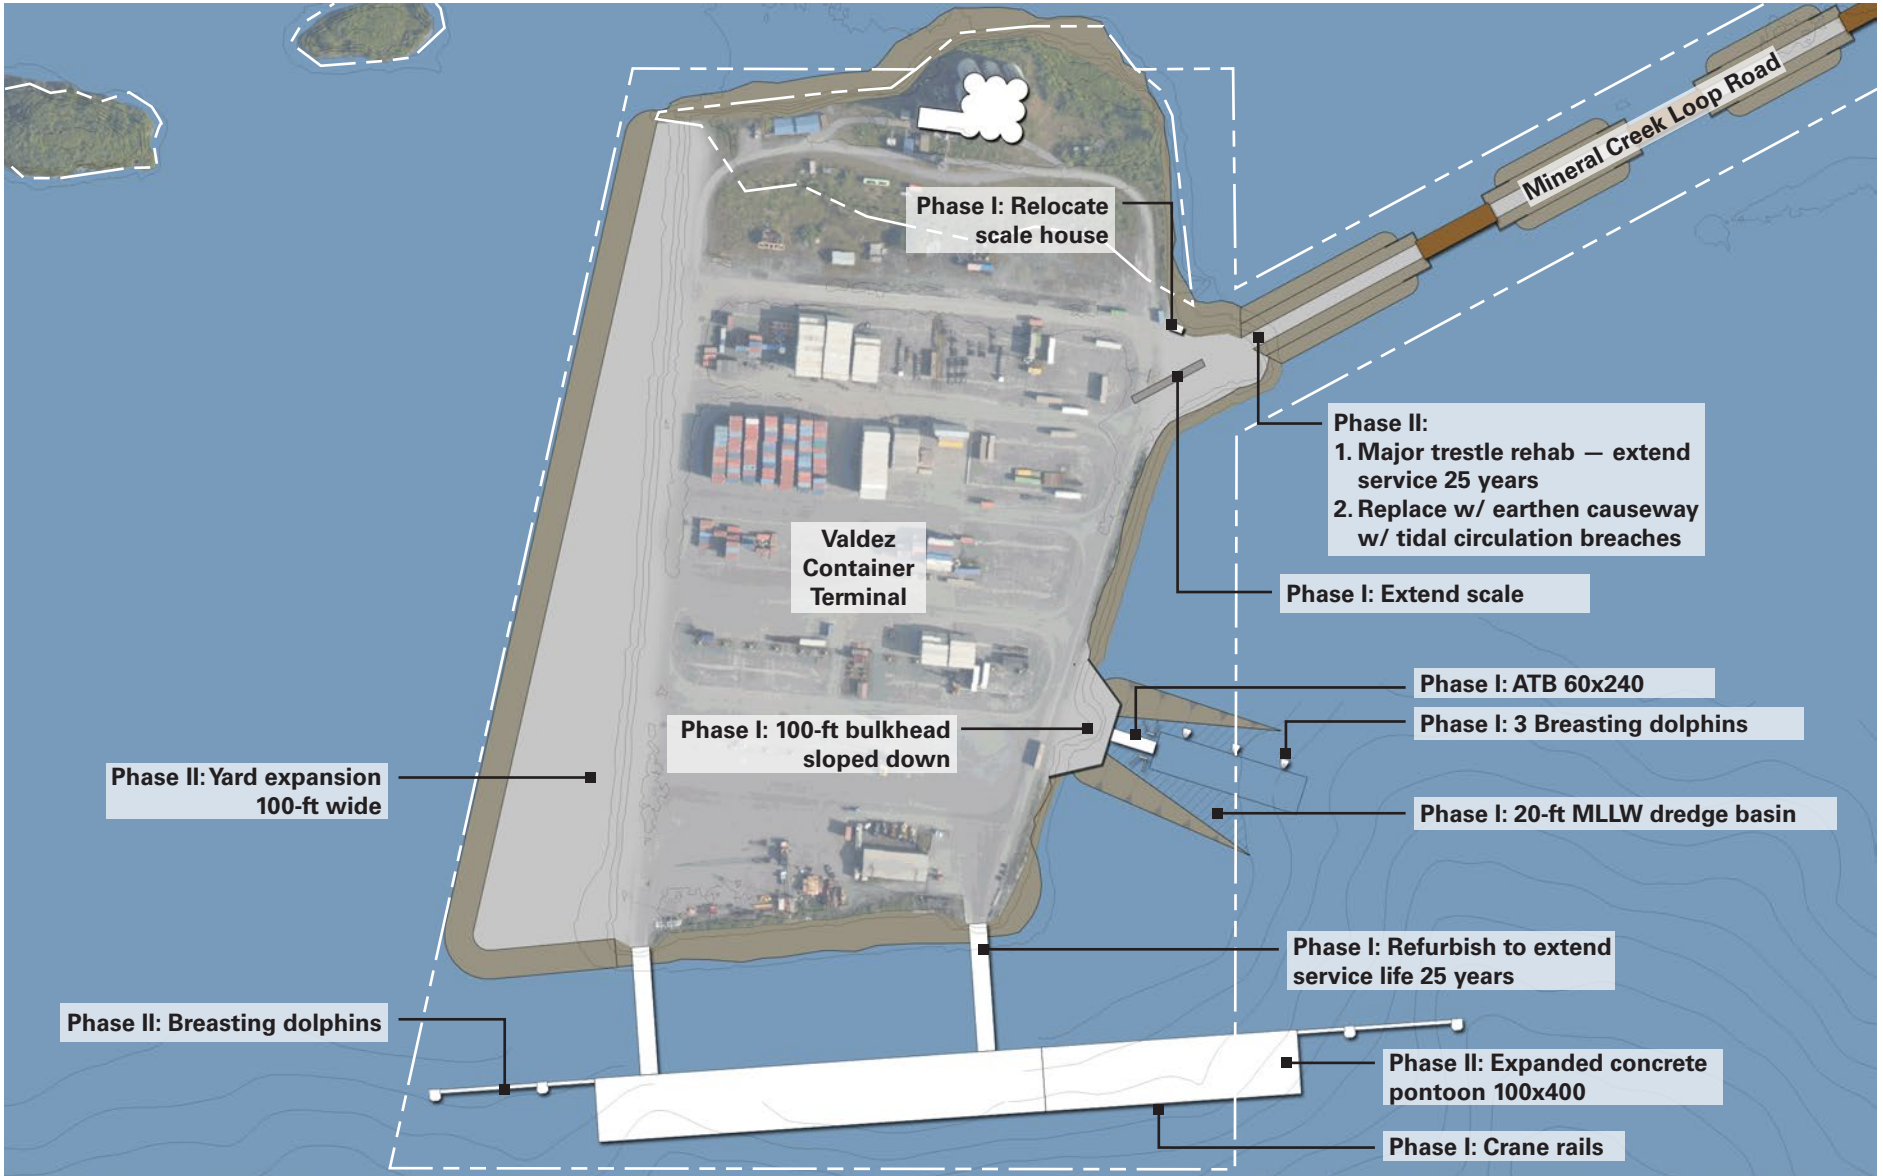 Mineral Creek Loop Road
Phase I: Relocate
scale house
Phase II:
1. Major trestle rehab — extend
service 25 years
2. Replace w/ earthen causeway
w/ tidal circulation breaches
Valdez
Container
Terminal
Phase I: Extend scale
Phase I: ATB 60x240
Phase I: 3 Breasting dolphins
Phase I: 100-ft bulkhead
sloped down
Phase II: Yard expansion
100-ft wide
Phase I: 20-ft MLLW dredge basin
Phase I: Refurbish to extend
service life 25 years
Phase II: Breasting dolphins
Phase II: Expanded concrete
pontoon 100x400
Phase I: Crane rails